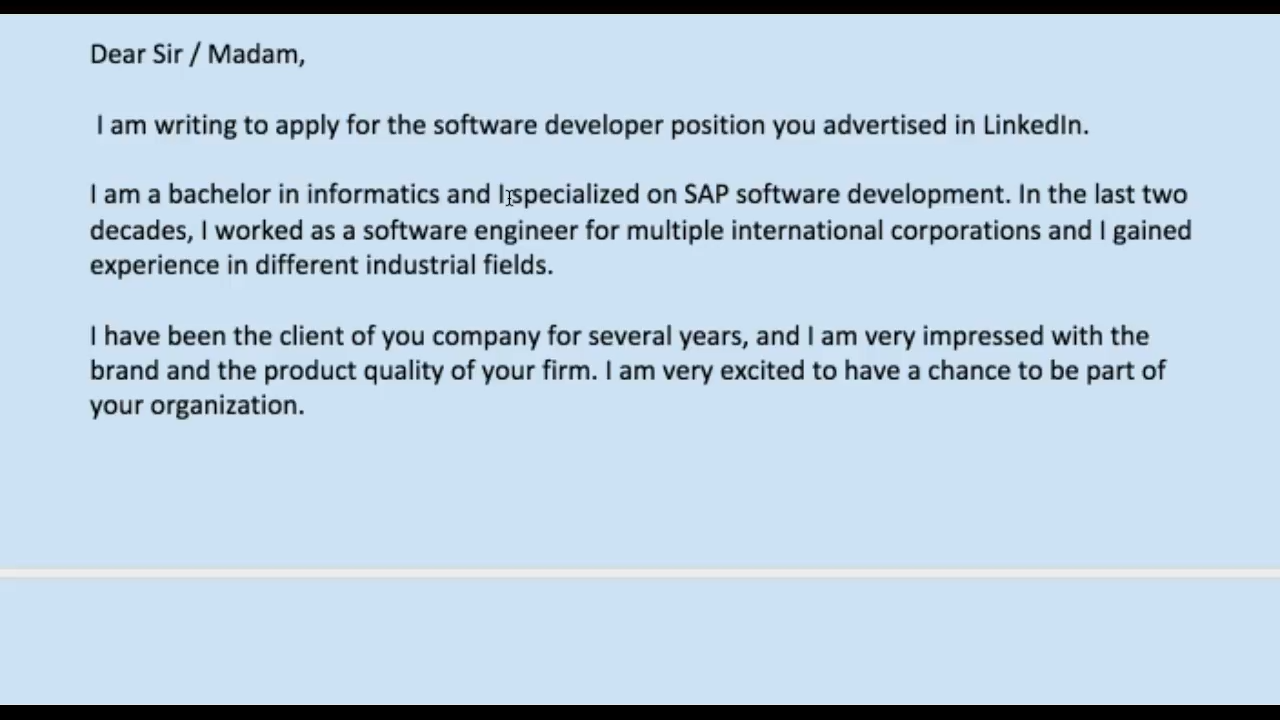 Dear Sir / Madam,
I am writing to apply for the software developer position you advertised in LinkedIn.
I am a bachelor in informatics and I specialized on SAP software development. In the last two
decades, I worked as a software engineer for multiple international corporations and I gained
experience in different industrial fields.
I have been the client of you company for several years, and I am very impressed with the
brand and the product quality of your firm. I am very excited to have a chance to be part of
your organization.